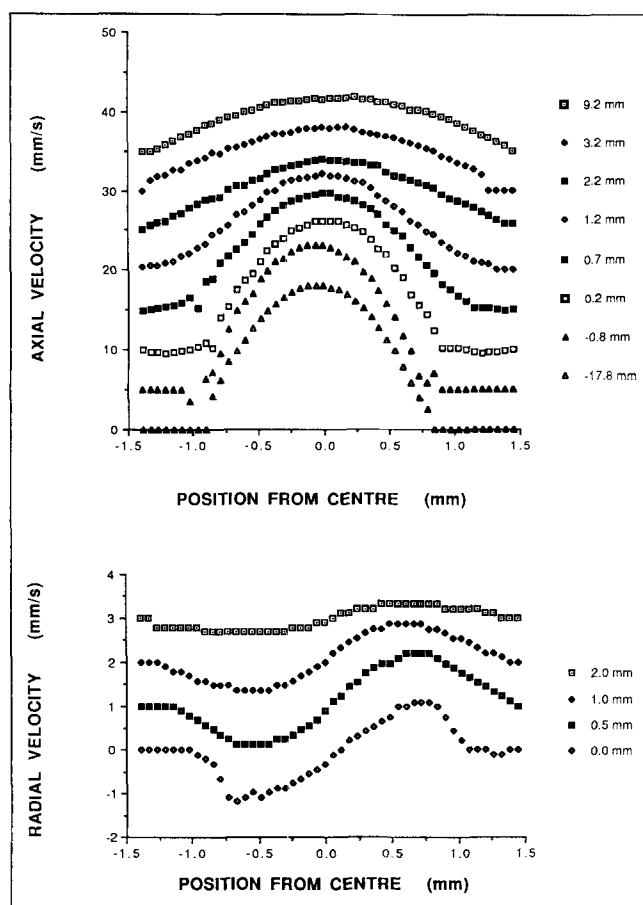 50
40
30
20
10
0
-1.5
-1.0
-0.5
0.0
0.5
1.0
1.5
AXIAL VELOCITY (mm/s)
POSITION FROM CENTRE (mm)
9.2 mm
3.2 mm
2.2 mm
1.2 mm
0.7 mm
0.2 mm
-0.8 mm
-17.8 mm
4
3
2
1
0
-1
-2
-1.5
-1.0
-0.5
0.0
0.5
1.0
1.5
RADIAL VELOCITY (mm/s)
POSITION FROM CENTRE (mm)
2.0 mm
1.0 mm
0.5 mm
0.0 mm